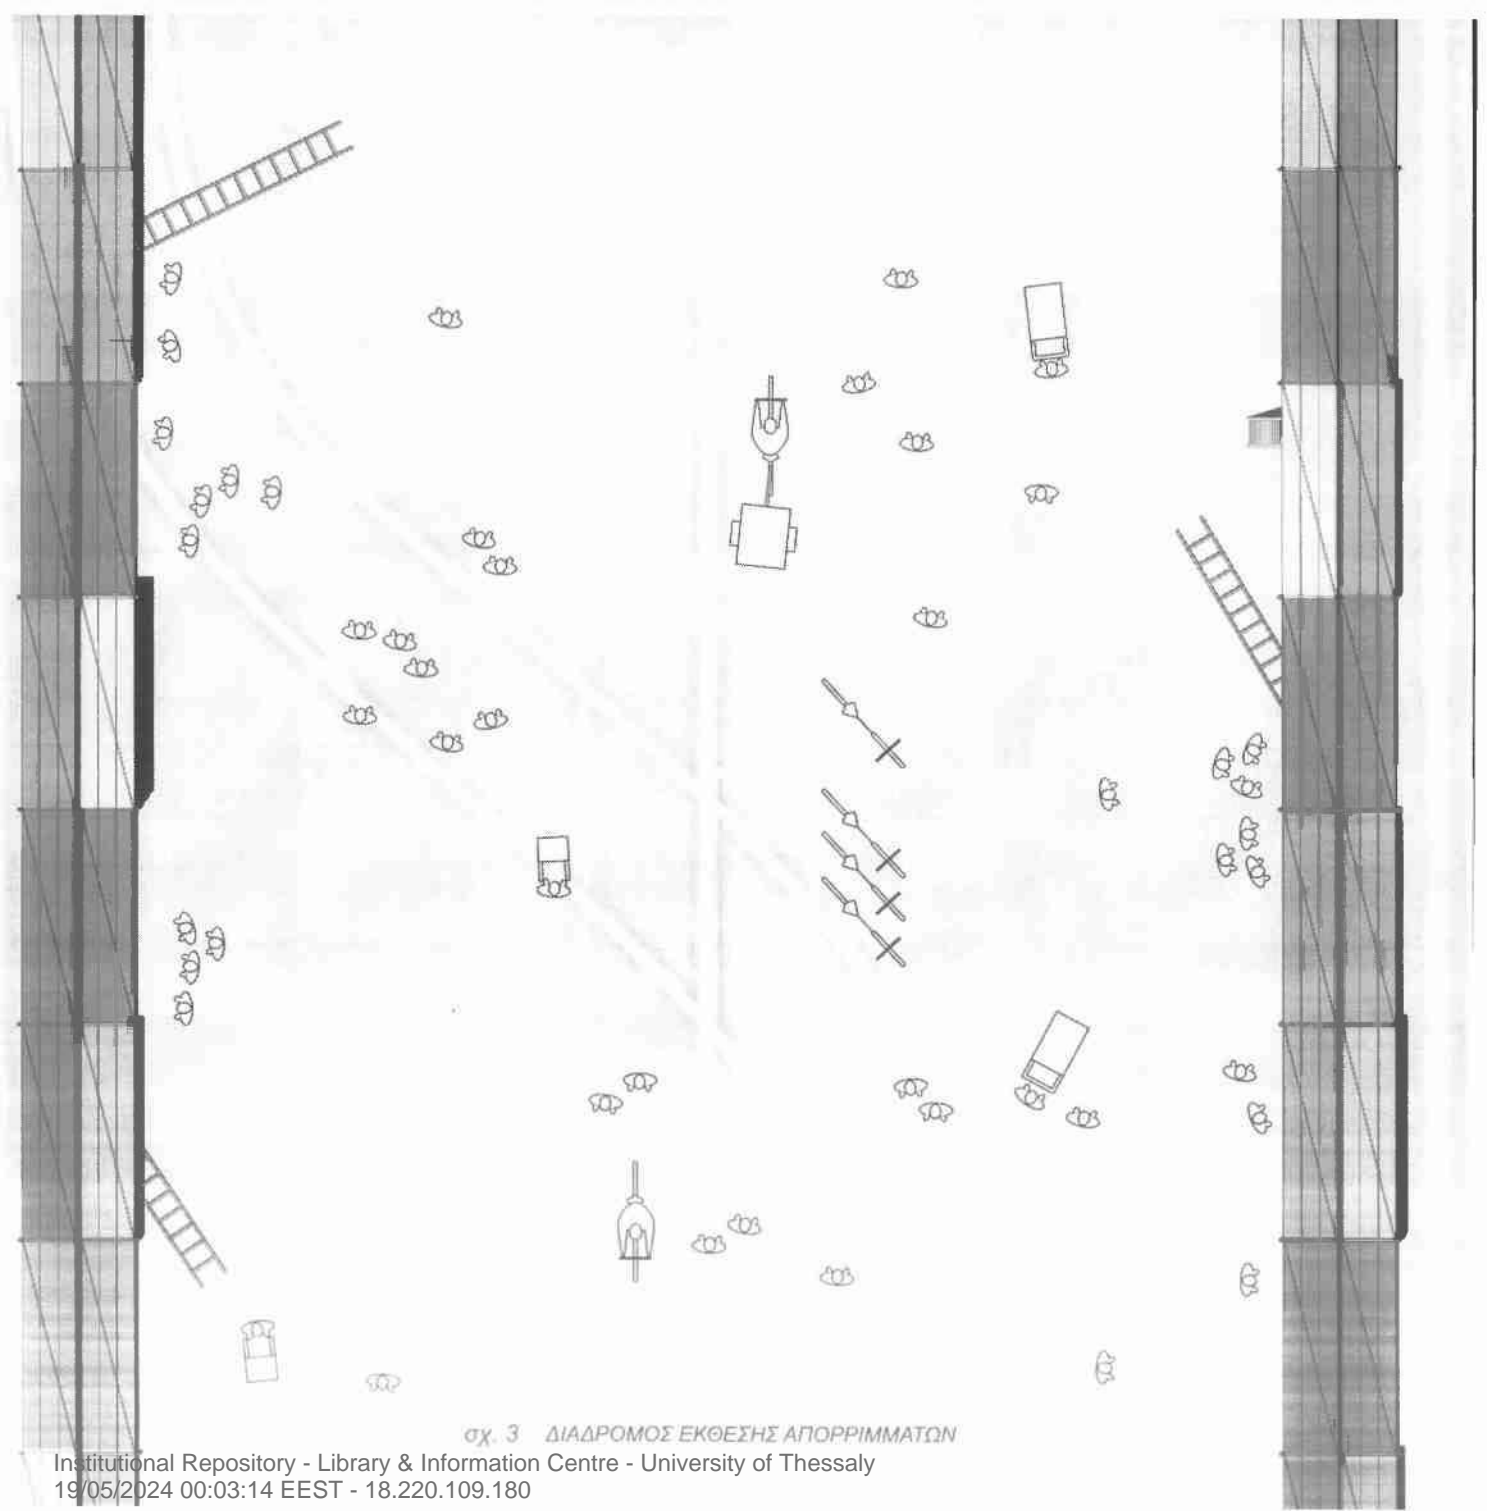 σχ. 3 ΔΙΑΔΡΟΜΟΣ ΕΚΘΕΣΗΣ ΑΠΟΡΡΙΜΜΑΤΩΝ
Institutional Repository - Library & Information Centre - University of Thessaly
19/05/2024 00:03:14 EEST - 18.220.109.180